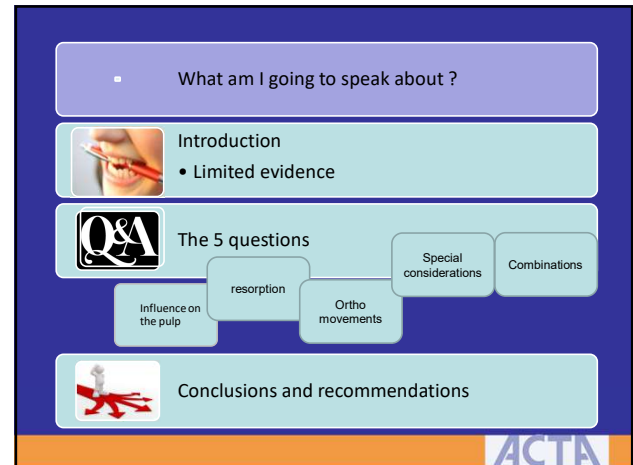 What am I going to speak about ?
Introduction
• Limited evidence
Q&A
The 5 questions
Influence on
the pulp
resorption
Ortho
movements
Special
considerations
Combinations
Conclusions and recommendations
ACTA